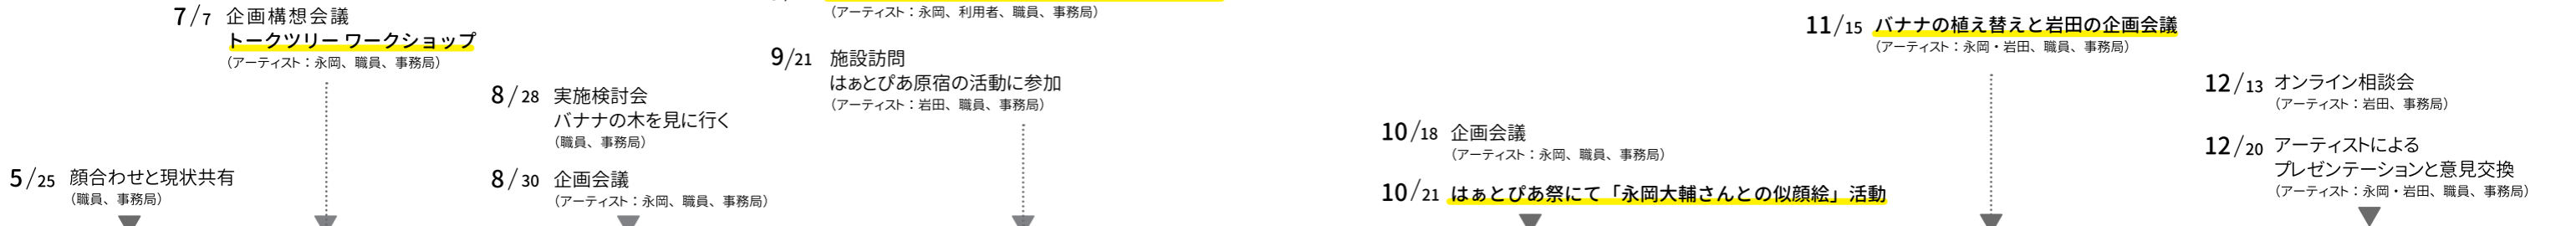 5/25 顔合わせと現状共有
（職員、事務局）
7/7 企画構想会議
トークツリー ワークショップ
（アーティスト：永岡、職員、事務局）
8/28 実施検討会
バナナの木を見に行く
（職員、事務局）
8/30 企画会議
（アーティスト：永岡、職員、事務局）
（アーティスト：永岡、利用者、職員、事務局）
9/21 施設訪問
はぁとぴあ原宿の活動に参加
（アーティスト：岩田、職員、事務局）
10/18 企画会議
（アーティスト：永岡、職員、事務局）
10/21 はぁとぴあ祭にて「永岡大輔さんとの似顔絵」活動
11/15 バナナの植え替えと岩田の企画会議
（アーティスト：永岡・岩田、職員、事務局）
12/13 オンライン相談会
（アーティスト：岩田、事務局）
12/20 アーティストによる
プレゼンテーションと意見交換
（アーティスト：永岡・岩田、職員、事務局）